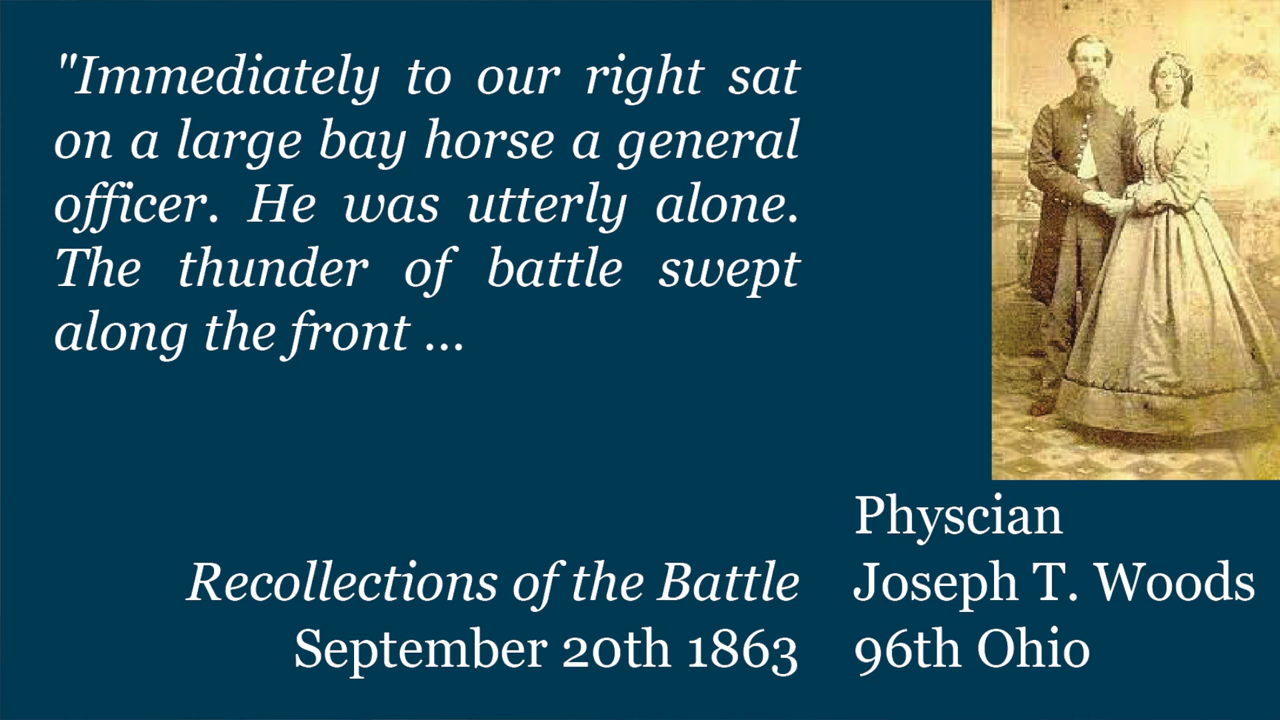 "Immediately to our right sat
on a large bay horse a general
officer. He was utterly alone.
The thunder of battle swept
along the front ...
Recollections of the Battle
September 20th 1863
Physcian
Joseph T. Woods
96th Ohio